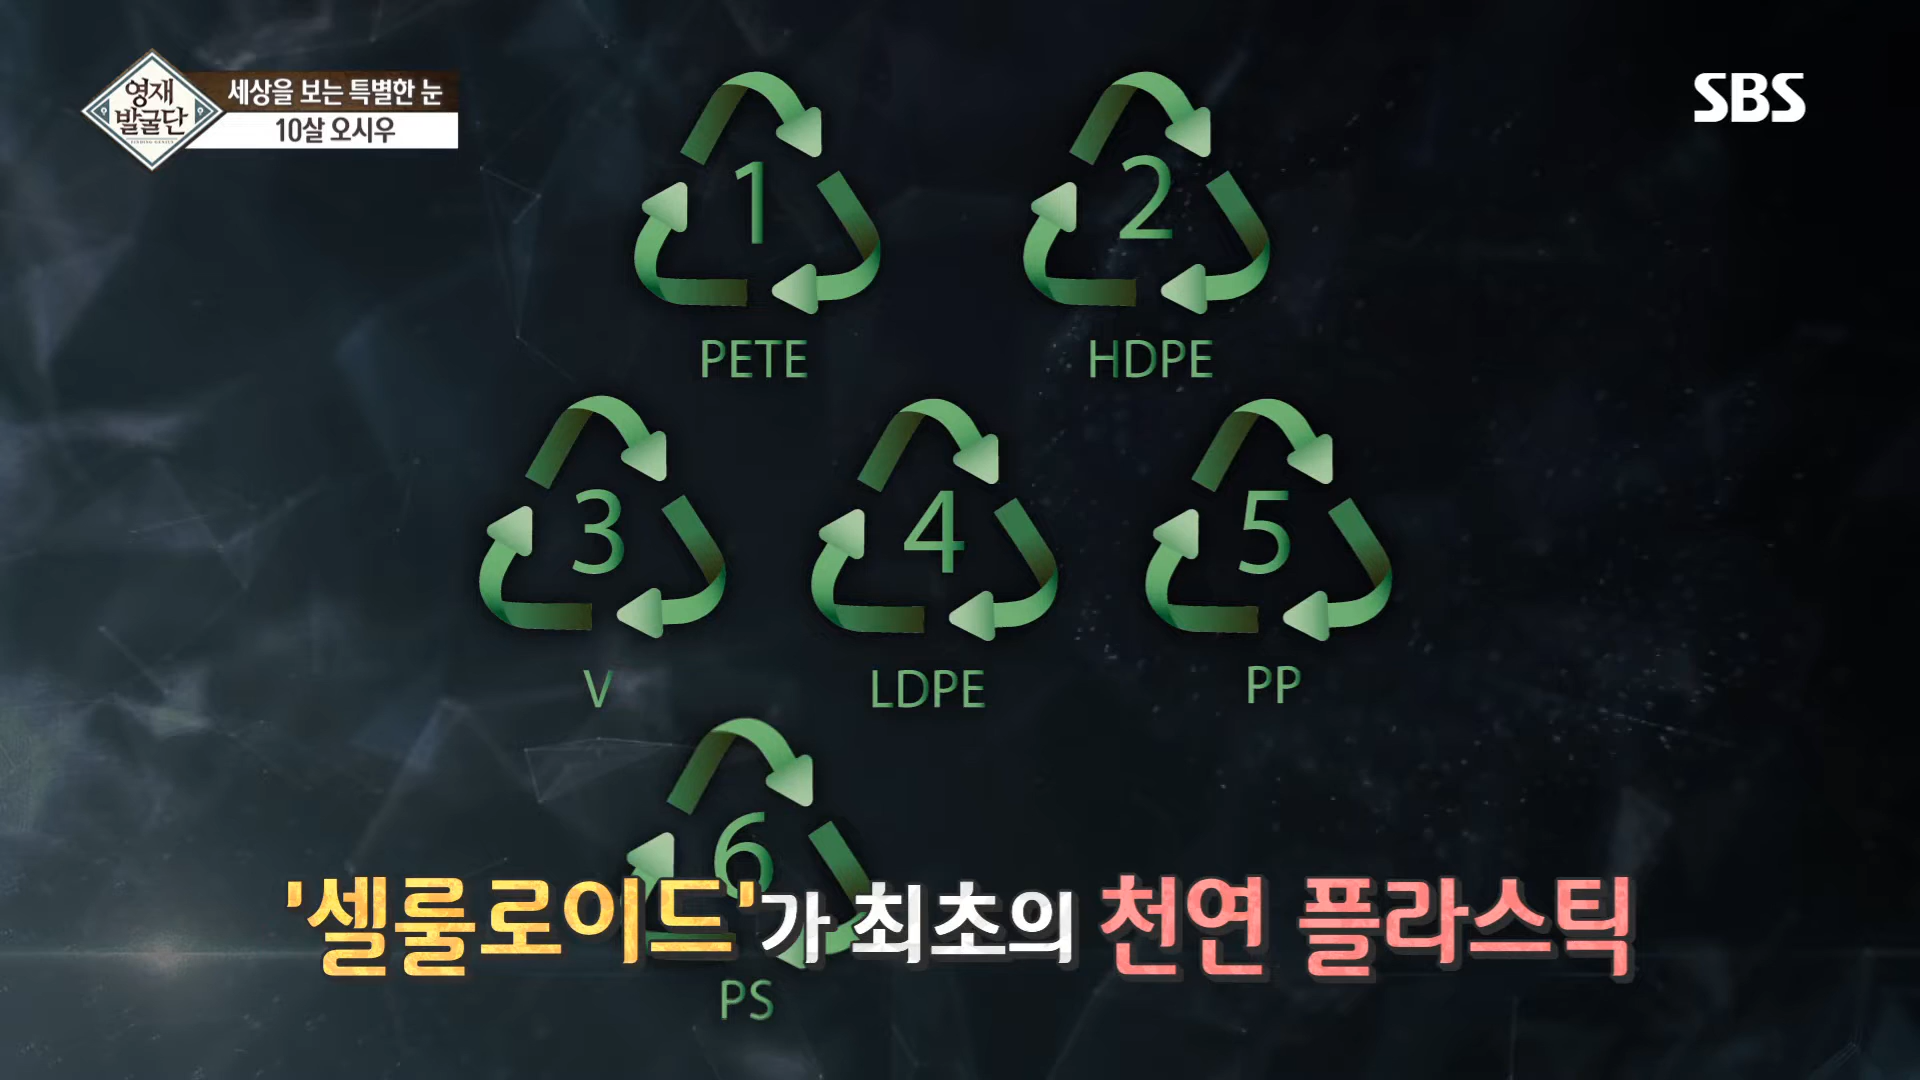 영재
발굴단
세상을 보는 특별한 눈
10살 오시우
SBS
1
PETE
2
HDPE
3
V
4
LDPE
5
PP
6
'셀룰로이드'가 최초의 천연 플라스틱
PS